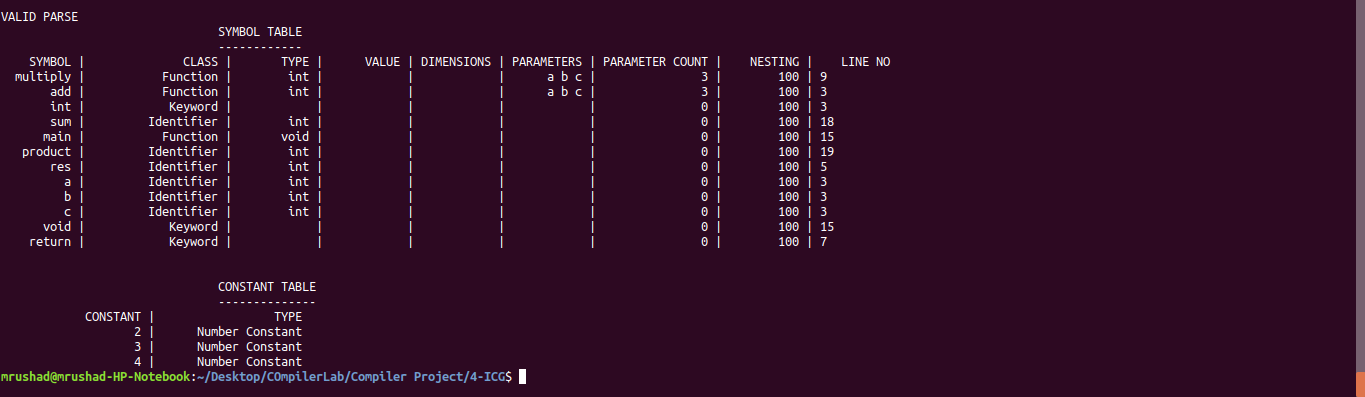 VALID PARSE
SYMBOL TABLE
------------
SYMBOL | CLASS | TYPE | VALUE | DIMENSIONS | PARAMETERS | PARAMETER COUNT | NESTING | LINE NO
multiply | Function | int | | | a b c | 3 | 100 | 9
add | Function | int | | | a b c | 3 | 100 | 3
int | Keyword | | | | | 0 | 100 | 3
sum | Identifier | int | | | | 0 | 100 | 18
main | Function | void | | | | 0 | 100 | 15
product | Identifier | int | | | | 0 | 100 | 19
res | Identifier | int | | | | 0 | 100 | 5
a | Identifier | int | | | | 0 | 100 | 3
b | Identifier | int | | | | 0 | 100 | 3
c | Identifier | int | | | | 0 | 100 | 3
void | Keyword | | | | | 0 | 100 | 15
return | Keyword | | | | | 0 | 100 | 7
CONSTANT TABLE
--------------
CONSTANT | TYPE
2 | Number Constant
3 | Number Constant
4 | Number Constant
mrushad@mrushad-HP-Notebook:~/Desktop/COmpilerLab/Compiler Project/4-ICG$